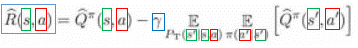 R̂(s,a) = Q̂^π(s,a) − γ 𝔼_{P_T(s'|s,a)} 𝔼_{π(a'|s')} [Q̂^π(s',a')]